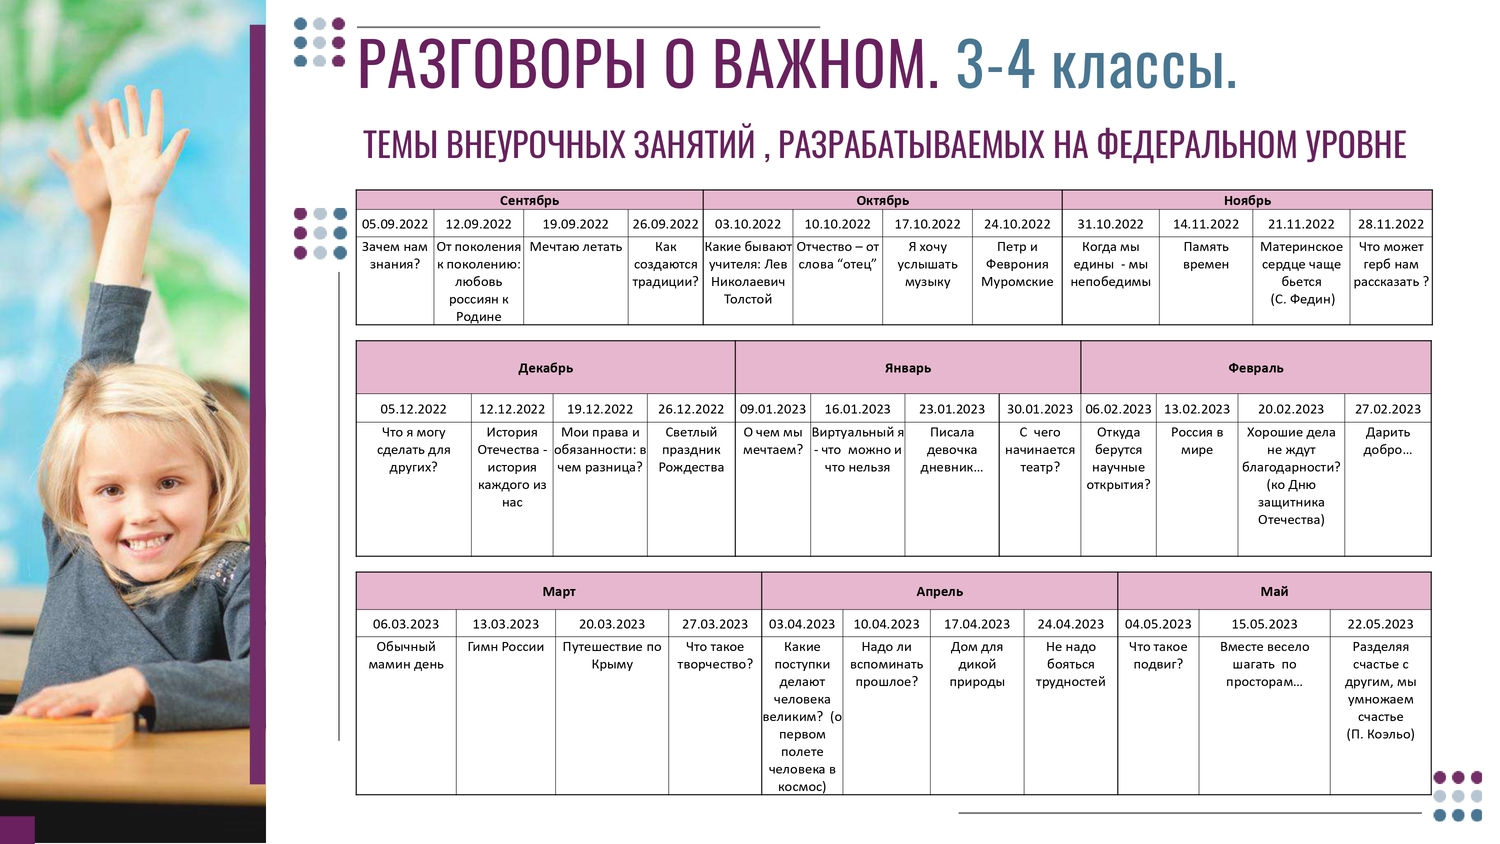 РАЗГОВОРЫ О ВАЖНОМ. 3-4 классы.
ТЕМЫ ВНЕУРОЧНЫХ ЗАНЯТИЙ , РАЗРАБАТЫВАЕМЫХ НА ФЕДЕРАЛЬНОМ УРОВНЕ
Сентябрь Октябрь Ноябрь
05.09.2022 12.09.2022 19.09.2022 26.09.2022 03.10.2022 10.10.2022 17.10.2022 24.10.2022 31.10.2022 14.11.2022 21.11.2022 28.11.2022
Зачем нам
знания?
От поколения
к поколению:
любовь
россиян к
Родине
Мечтаю летать
Как
создаются
традиции?
Какие бывают
учителя: Лев
Николаевич
Толстой
Отчество – от
слова “отец”
Я хочу
услышать
музыку
Петр и
Феврония
Муромские
Когда мы
едины - мы
непобедимы
Память
времен
Материнское
сердце чаще
бьется
(С. Федин)
Что может
герб нам
рассказать ?
Декабрь Январь Февраль
05.12.2022 12.12.2022 19.12.2022 26.12.2022 09.01.2023 16.01.2023 23.01.2023 30.01.2023 06.02.2023 13.02.2023 20.02.2023 27.02.2023
Что я могу
сделать для
других?
История
Отечества -
история
каждого из
нас
Мои права и
обязанности: в
чем разница?
Светлый
праздник
Рождества
О чем мы
мечтаем?
Виртуальный я
- что можно и
что нельзя
Писала
девочка
дневник…
С чего
начинается
театр?
Откуда
берутся
научные
открытия?
Россия в
мире
Хорошие дела
не ждут
благодарности?
(ко Дню
защитника
Отечества)
Дарить
добро…
Март Апрель Май
06.03.2023 13.03.2023 20.03.2023 27.03.2023 03.04.2023 10.04.2023 17.04.2023 24.04.2023 04.05.2023 15.05.2023 22.05.2023
Обычный
мамин день
Гимн России
Путешествие по
Крыму
Что такое
творчество?
Какие
поступки
делают
человека
великим? (о
первом
полете
человека в
космос)
Надо ли
вспоминать
прошлое?
Дом для
дикой
природы
Не надо
бояться
трудностей
Что такое
подвиг?
Вместе весело
шагать по
просторам…
Разделяя
счастье с
другим, мы
умножаем
счастье
(П. Коэльо)